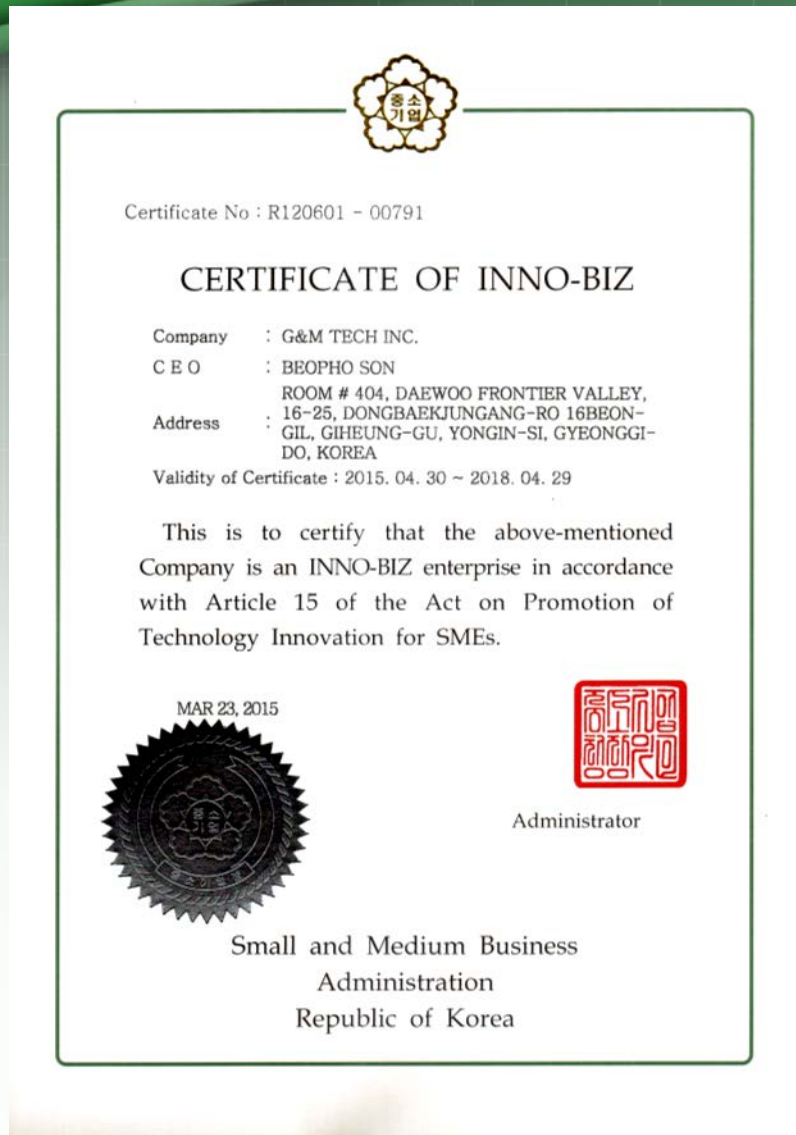 중소
기업
Certificate No : R120601 - 00791
CERTIFICATE OF INNO-BIZ
Company : G&M TECH INC.
C E O : BEOPHO SON
Address : ROOM # 404, DAEWOO FRONTIER VALLEY,
16-25, DONGBAEKJUNGANG-RO 16BEON-
GIL, GIHEUNG-GU, YONGIN-SI, GYEONGGI-
DO, KOREA
Validity of Certificate : 2015. 04. 30 ~ 2018. 04. 29
This is to certify that the above-mentioned
Company is an INNO-BIZ enterprise in accordance
with Article 15 of the Act on Promotion of
Technology Innovation for SMEs.
MAR 23, 2015
Administrator
Small and Medium Business
Administration
Republic of Korea